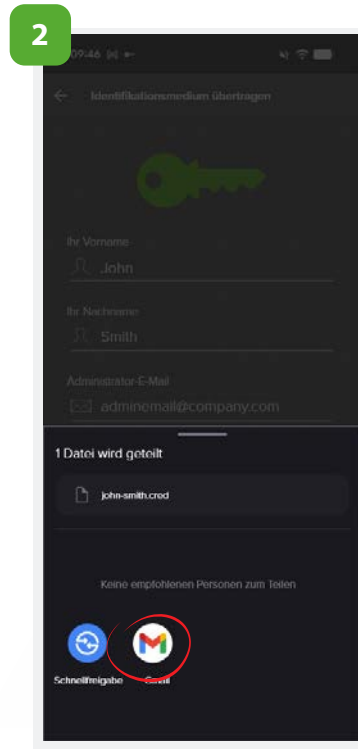 2
09:46
Identifikationsmedium übertragen
Ihr Vorname
John
Ihr Nachname
Smith
Administrator-E-Mail
adminemail@company.com
1 Datei wird geteilt
john-smith.cred
Keine empfohlenen Personen zum Teilen
Schnellfreigabe Gmail